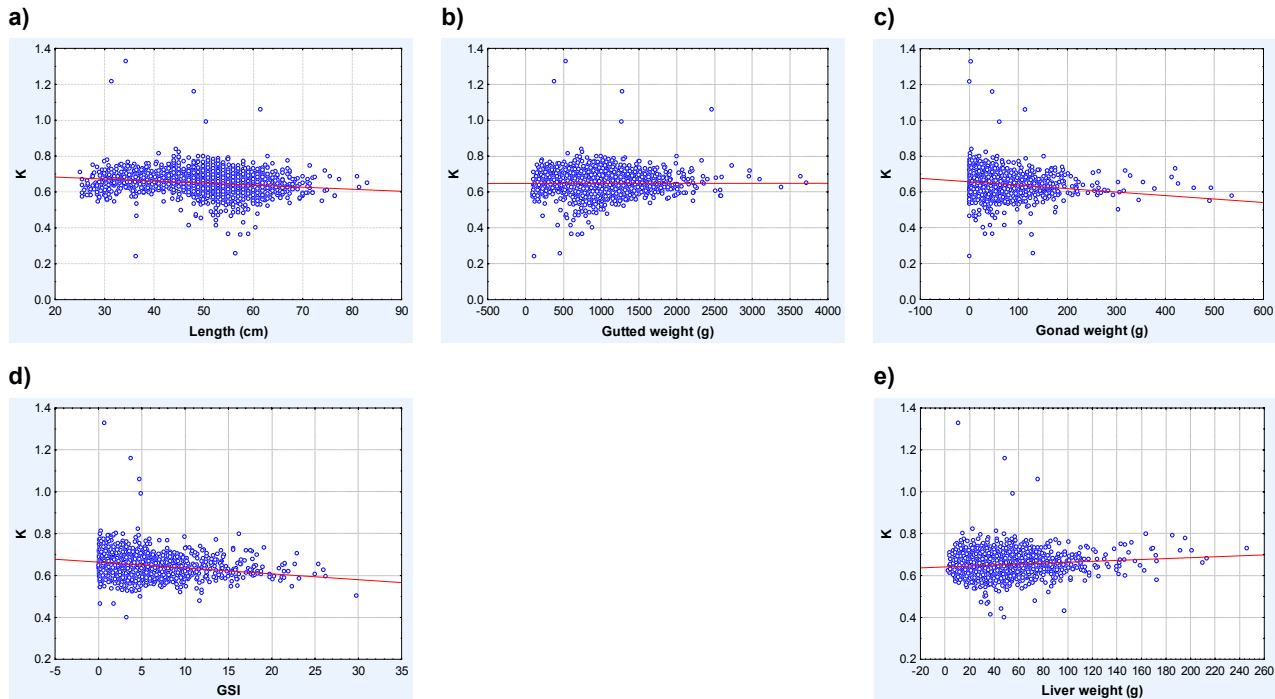 a)
b)
c)
1.4
1.2
1.0
0.8
0.6
0.4
0.2
0.0
K
20 30 40 50 60 70 80 90
Length (cm)
1.4
1.2
1.0
0.8
0.6
0.4
0.2
0.0
K
-500 0 500 1000 1500 2000 2500 3000 3500 4000
Gutted weight (g)
1.4
1.2
1.0
0.8
0.6
0.4
0.2
0.0
K
-100 0 100 200 300 400 500 600
Gonad weight (g)
d)
e)
1.4
1.2
1.0
0.8
0.6
0.4
0.2
K
-5 0 5 10 15 20 25 30 35
GSI
1.4
1.2
1.0
0.8
0.6
0.4
0.2
K
-20 0 20 40 60 80 100 120 140 160 180 200 220 240 260
Liver weight (g)